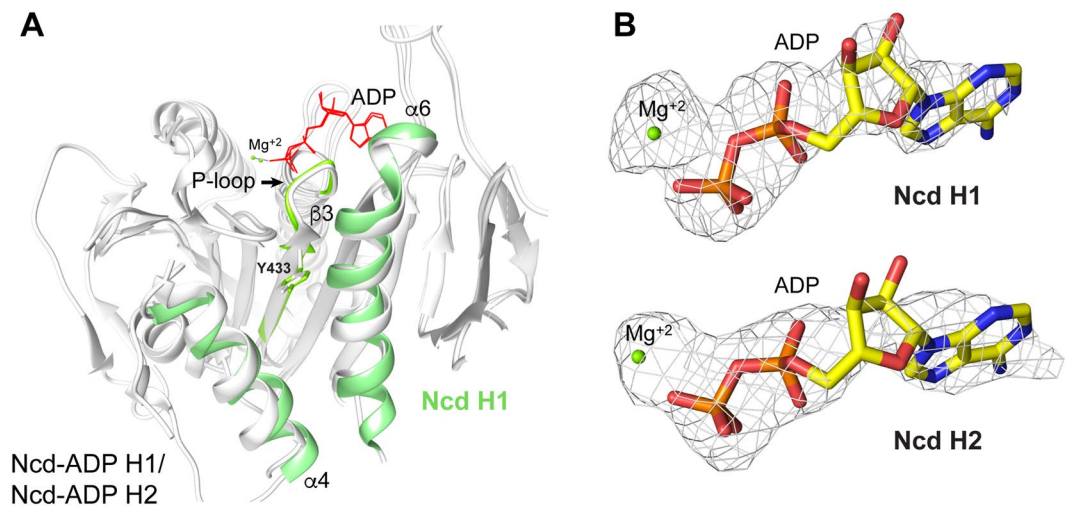 A
ADP
α6
Mg+2
P-loop
β3
Y433
Ncd H1
Ncd-ADP H1/
Ncd-ADP H2
α4
B
ADP
Mg+2
Ncd H1
ADP
Mg+2
Ncd H2